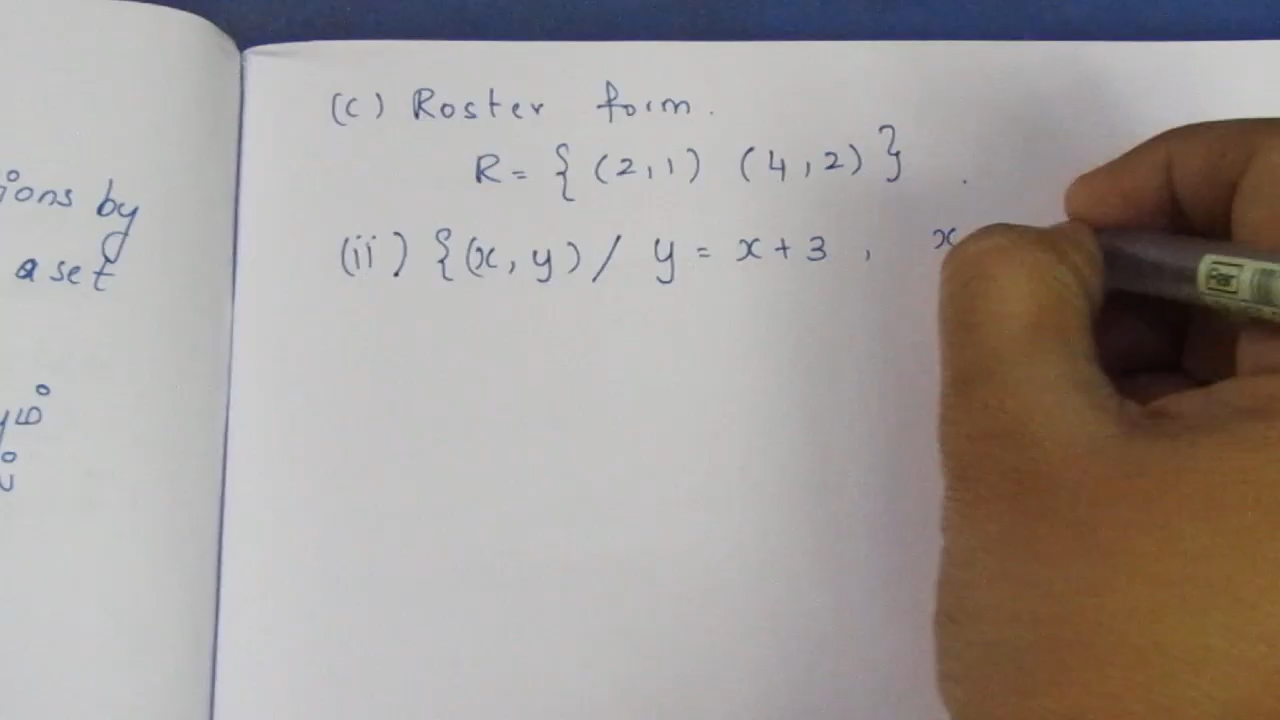 ions by
a set
(c) Roster form.
R = { (2,1) (4,2) } .
(ii) {(x, y) / y = x + 3 , x